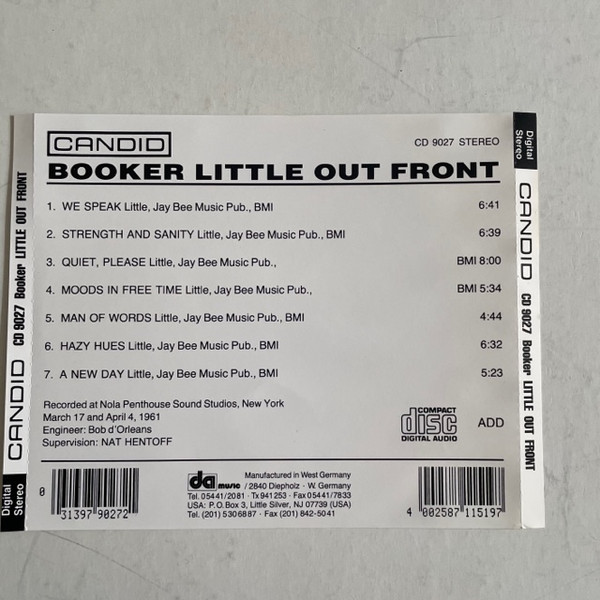 CANDID
CD 9027 STEREO
BOOKER LITTLE OUT FRONT
1. WE SPEAK Little, Jay Bee Music Pub., BMI 6:41
2. STRENGTH AND SANITY Little, Jay Bee Music Pub., BMI 6:39
3. QUIET, PLEASE Little, Jay Bee Music Pub., BMI 8:00
4. MOODS IN FREE TIME Little, Jay Bee Music Pub., BMI 5:34
5. MAN OF WORDS Little, Jay Bee Music Pub., BMI 4:44
6. HAZY HUES Little, Jay Bee Music Pub., BMI 6:32
7. A NEW DAY Little, Jay Bee Music Pub., BMI 5:23
Recorded at Nola Penthouse Sound Studios, New York
March 17 and April 4, 1961
Engineer: Bob d'Orleans
Supervision: NAT HENTOFF
COMPACT
disc
DIGITAL AUDIO
ADD
0 31397 90272
da music
Manufactured in West Germany
/ 2840 Diepholz · W. Germany
Tel. 05441/2081 · Tx 941253 · Fax 05441/7833
USA: P.O. Box 3, Little Silver, NJ 07739 (USA)
Tel. (201) 5306887 · Fax (201) 842-5041
4 002587 115197
Digital
Stereo
CANDID CD 9027 Booker LITTLE OUT FRONT
Digital
Stereo
CANDID CD 9027 Booker LITTLE OUT FRONT